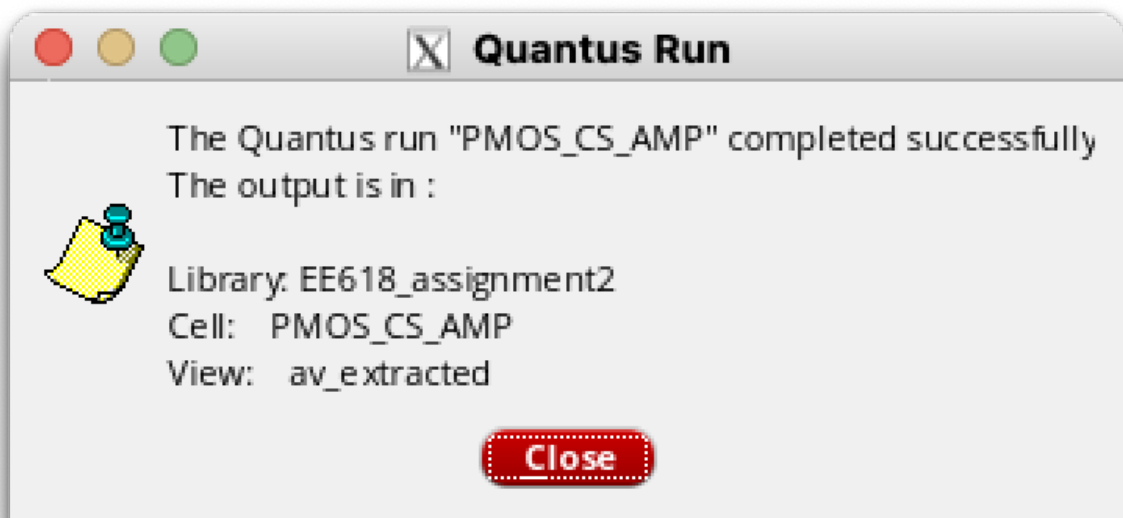 Quantus Run
The Quantus run "PMOS_CS_AMP" completed successfully
The output is in :
Library: EE618_assignment2
Cell: PMOS_CS_AMP
View: av_extracted
Close